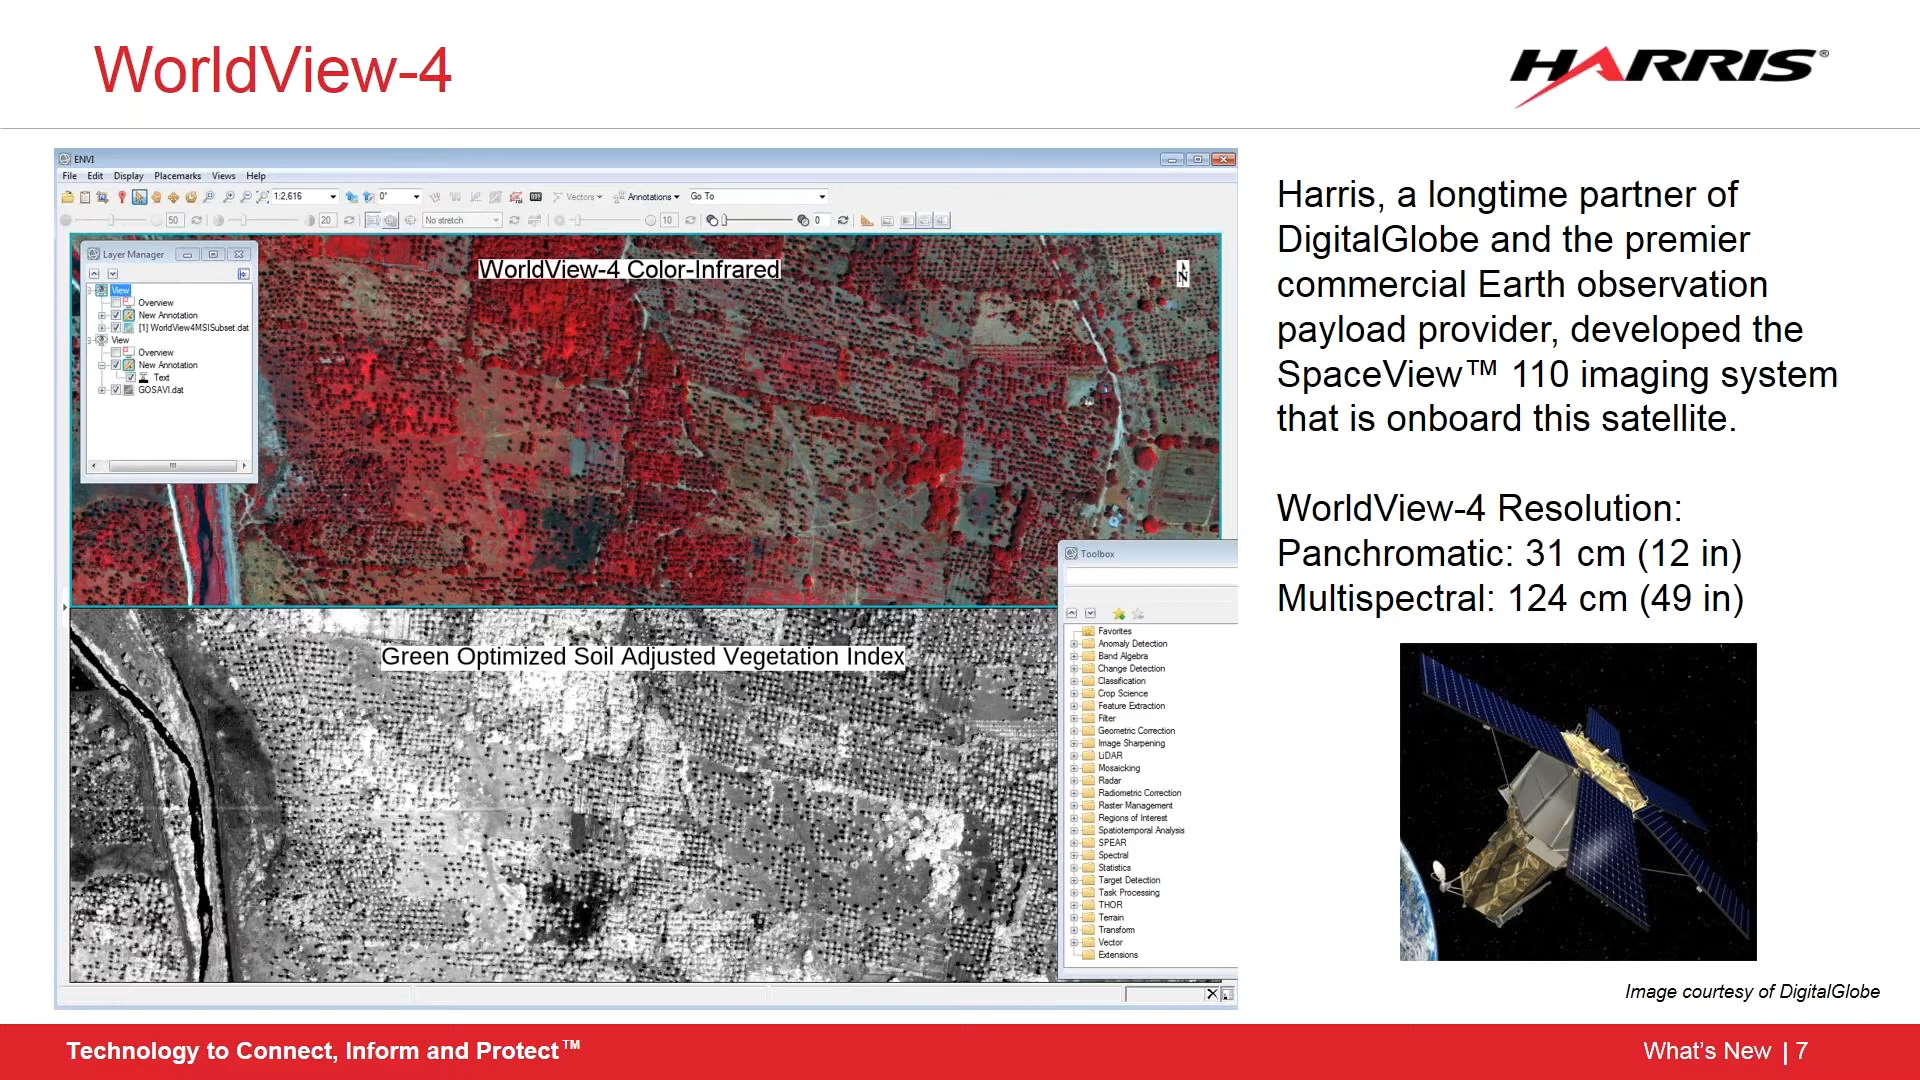 WorldView-4
HARRIS®
ENVI
File Edit Display Placemarks Views Help
1:2,616 0° Vectors Annotations Go To
50 20 No stretch 10 0
Layer Manager
View
Overview
New Annotation
[1] WorldView4MSISubset.dat
View
Overview
New Annotation
Text
GOSAVI.dat
WorldView-4 Color-Infrared
N
Green Optimized Soil Adjusted Vegetation Index
Toolbox
Favorites
Anomaly Detection
Band Algebra
Change Detection
Classification
Crop Science
Feature Extraction
Filter
Geometric Correction
Image Sharpening
LiDAR
Mosaicking
Radar
Radiometric Correction
Raster Management
Regions of Interest
Spatiotemporal Analysis
SPEAR
Spectral
Statistics
Target Detection
Task Processing
THOR
Terrain
Transform
Vector
Extensions
Harris, a longtime partner of
DigitalGlobe and the premier
commercial Earth observation
payload provider, developed the
SpaceView™ 110 imaging system
that is onboard this satellite.
WorldView-4 Resolution:
Panchromatic: 31 cm (12 in)
Multispectral: 124 cm (49 in)
Image courtesy of DigitalGlobe
Technology to Connect, Inform and Protect™
What's New | 7